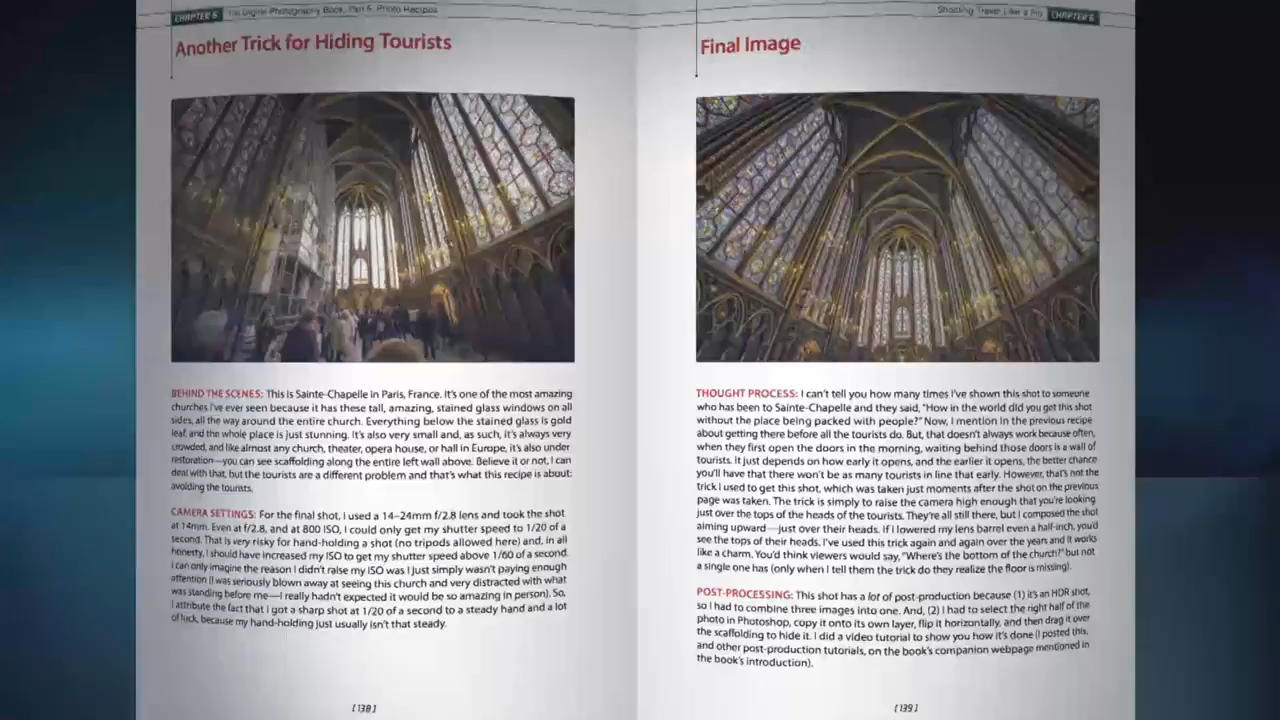 CHAPTER 6 The Digital Photography Book, Part 5: Photo Recipes
Another Trick for Hiding Tourists
BEHIND THE SCENES: This is Sainte-Chapelle in Paris, France. It's one of the most amazing
churches I've ever seen because it has these tall, amazing, stained glass windows on all
sides, all the way around the entire church. Everything below the stained glass is gold
leaf, and the whole place is just stunning. It's also very small and, as such, it's always very
crowded, and like almost any church, theater, opera house, or hall in Europe, it's also under
restoration—you can see scaffolding along the entire left wall above. Believe it or not, I can
deal with that, but the tourists are a different problem and that's what this recipe is about:
avoiding the tourists.
CAMERA SETTINGS: For the final shot, I used a 14–24mm f/2.8 lens and took the shot
at 14mm. Even at f/2.8, and at 800 ISO, I could only get my shutter speed to 1/20 of a
second. That is very risky for hand-holding a shot (no tripods allowed here) and, in all
honesty, I should have increased my ISO to get my shutter speed above 1/60 of a second.
I can only imagine the reason I didn't raise my ISO was I just simply wasn't paying enough
attention (I was seriously blown away at seeing this church and very distracted with what
was standing before me—I really hadn't expected it would be so amazing in person). So,
I attribute the fact that I got a sharp shot at 1/20 of a second to a steady hand and a lot
of luck, because my hand-holding just usually isn't that steady.
[ 138 ]
Shooting Travel Like a Pro CHAPTER 6
Final Image
THOUGHT PROCESS: I can't tell you how many times I've shown this shot to someone
who has been to Sainte-Chapelle and they said, "How in the world did you get this shot
without the place being packed with people?" Now, I mention in the previous recipe
about getting there before all the tourists do. But, that doesn't always work because often,
when they first open the doors in the morning, waiting behind those doors is a wall of
tourists. It just depends on how early it opens, and the earlier it opens, the better chance
you'll have that there won't be as many tourists in line that early. However, that's not the
trick I used to get this shot, which was taken just moments after the shot on the previous
page was taken. The trick is simply to raise the camera high enough that you're looking
just over the tops of the heads of the tourists. They're all still there, but I composed the shot
aiming upward—just over their heads. If I lowered my lens barrel even a half-inch, you'd
see the tops of their heads. I've used this trick again and again over the years and it works
like a charm. You'd think viewers would say, "Where's the bottom of the church?" but not
a single one has (only when I tell them the trick do they realize the floor is missing).
POST-PROCESSING: This shot has a lot of post-production because (1) it's an HDR shot,
so I had to combine three images into one. And, (2) I had to select the right half of the
photo in Photoshop, copy it onto its own layer, flip it horizontally, and then drag it over
the scaffolding to hide it. I did a video tutorial to show you how it's done (I posted this,
and other post-production tutorials, on the book's companion webpage mentioned in
the book's introduction).
[ 139 ]